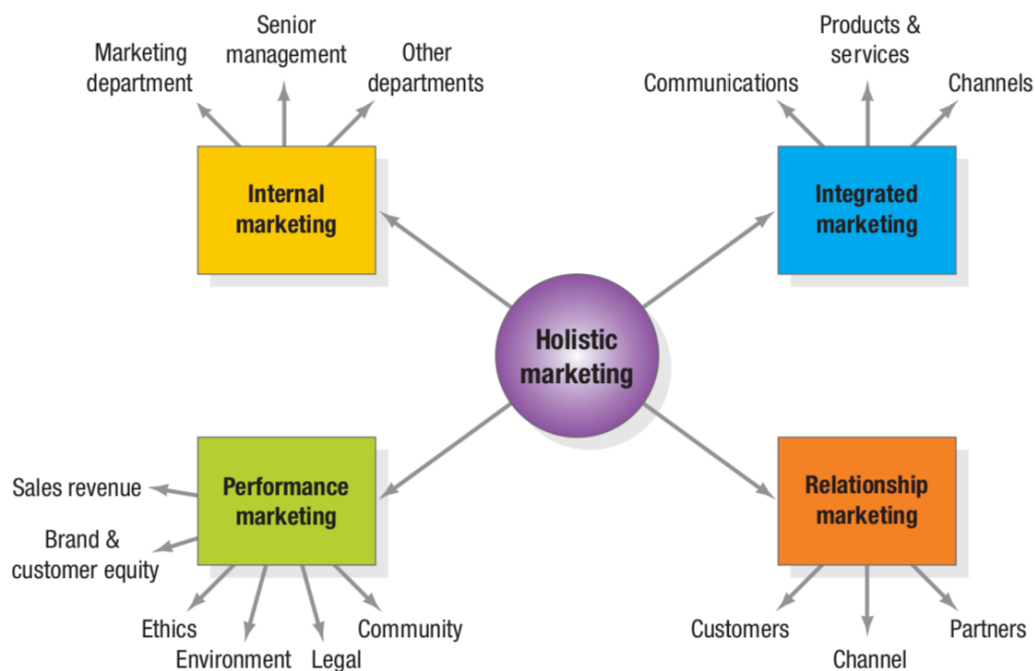 Marketing
department
Senior
management
Other
departments
Internal
marketing
Communications
Products &
services
Channels
Integrated
marketing
Holistic
marketing
Performance
marketing
Sales revenue
Brand &
customer equity
Ethics
Environment
Legal
Community
Relationship
marketing
Customers
Channel
Partners